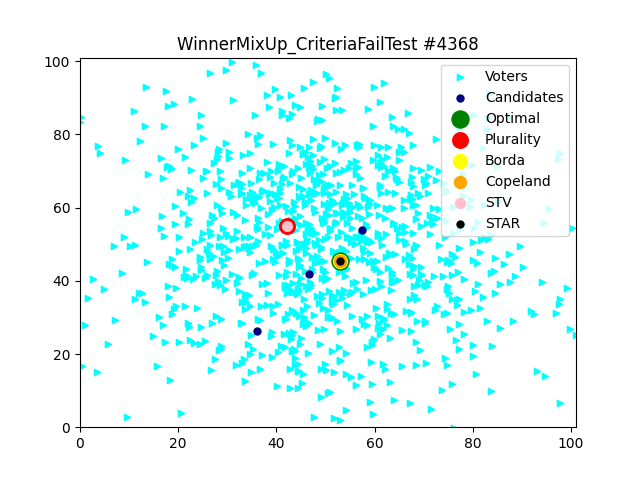 WinnerMixUp_CriteriaFailTest #4368
100
80
60
40
20
0
0 20 40 60 80 100
Voters
Candidates
Optimal
Plurality
Borda
Copeland
STV
STAR